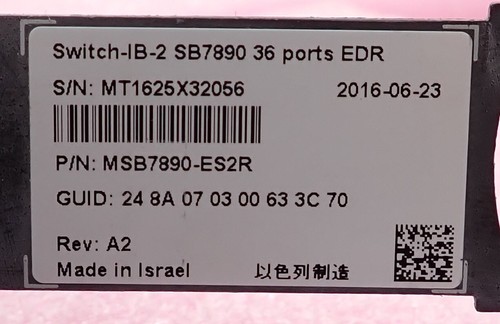 Switch-IB-2 SB7890 36 ports EDR
S/N: MT1625X32056 2016-06-23
P/N: MSB7890-ES2R
GUID: 24 8A 07 03 00 63 3C 70
Rev: A2
Made in Israel 以色列制造